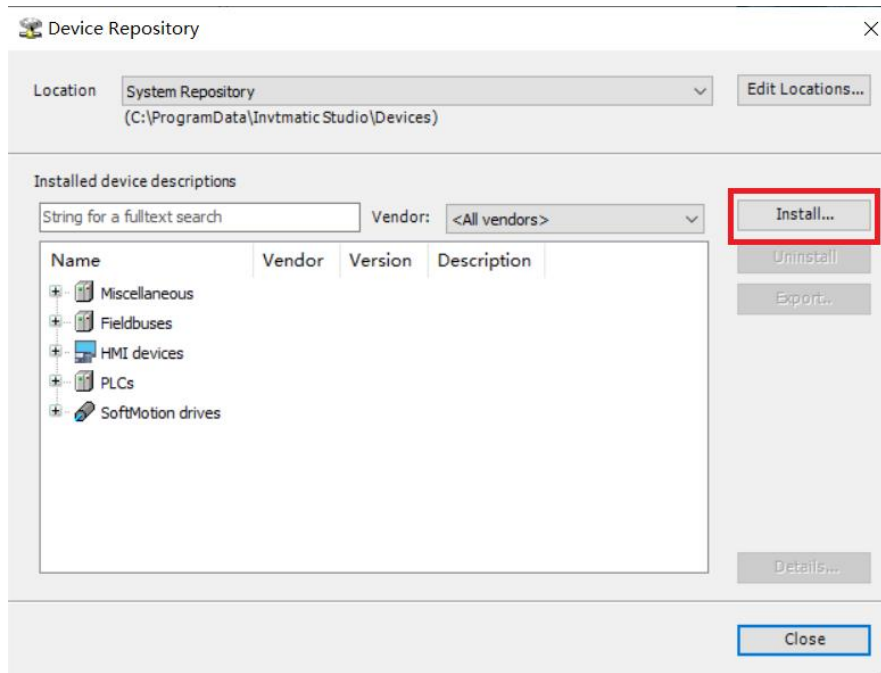 Device Repository
Location System Repository Edit Locations...
(C:\ProgramData\Invtmatic Studio\Devices)
Installed device descriptions
String for a fulltext search Vendor: <All vendors> Install...
Name Vendor Version Description Uninstall
Miscellaneous Export...
Fieldbuses
HMI devices
PLCs
SoftMotion drives
Details...
Close